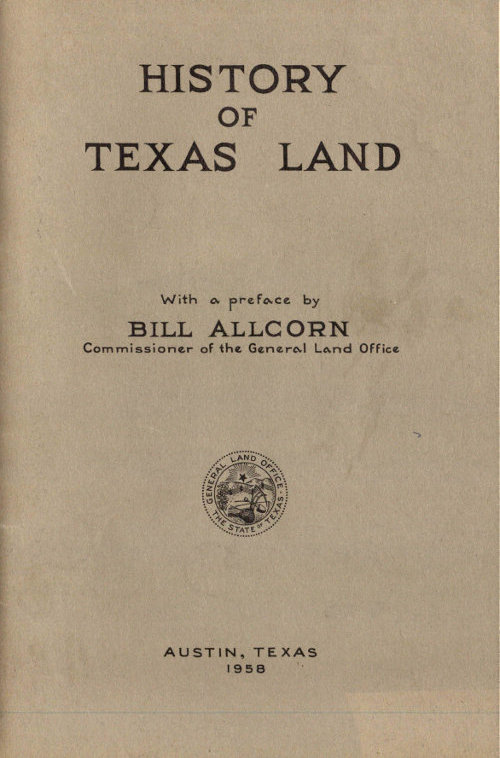 HISTORY
OF
TEXAS LAND
With a preface by
BILL ALLCORN
Commissioner of the General Land Office
GENERAL LAND OFFICE
THE STATE OF TEXAS
AUSTIN, TEXAS
1958